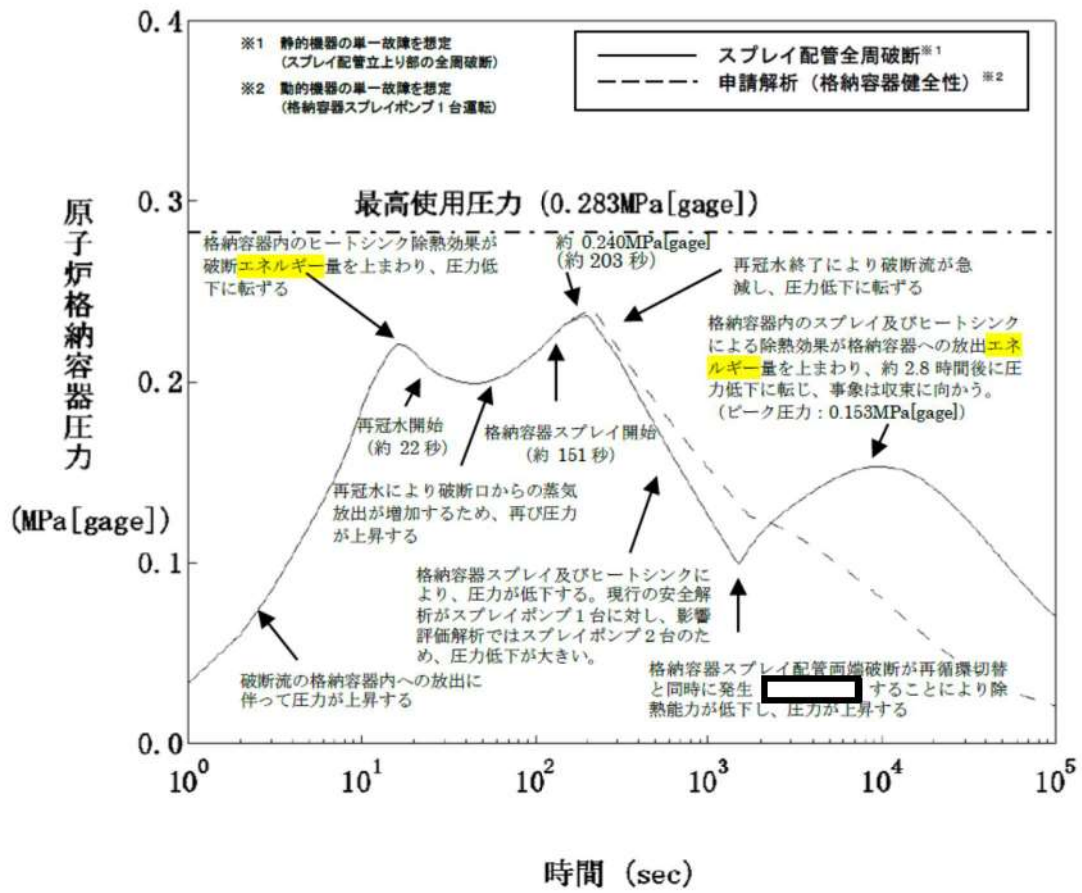 0.4
※1 静的機器の単一故障を想定
(スプレイ配管立上り部の全周破断)
※2 動的機器の単一故障を想定
(格納容器スプレイポンプ1台運転)
スプレイ配管全周破断※1
申請解析(格納容器健全性)※2
0.3
最高使用圧力 (0.283MPa[gage])
格納容器内のヒートシンク除熱効果が
破断エネルギー量を上まわり、圧力低
下に転ずる
約 0.240MPa[gage]
(約 203 秒)
再冠水終了により破断流が急
減し、圧力低下に転ずる
格納容器内のスプレイ及びヒートシンク
による除熱効果が格納容器への放出エネ
ルギー量を上まわり、約 2.8 時間後に圧
力低下に転じ、事象は収束に向かう。
(ピーク圧力:0.153MPa[gage])
原子炉格納容器圧力
(MPa[gage])
0.2
再冠水開始
(約 22 秒)
格納容器スプレイ開始
(約 151 秒)
再冠水により破断口からの蒸気
放出が増加するため、再び圧力
が上昇する
0.1
格納容器スプレイ及びヒートシンクに
より、圧力が低下する。現行の安全解
析がスプレイポンプ1台に対し、影響
評価解析ではスプレイポンプ2台のた
め、圧力低下が大きい。
破断流の格納容器内への放出に
伴って圧力が上昇する
格納容器スプレイ配管両端破断が再循環切替
と同時に発生 することにより除
熱能力が低下し、圧力が上昇する
0.0
10⁰ 10¹ 10² 10³ 10⁴ 10⁵
時間 (sec)